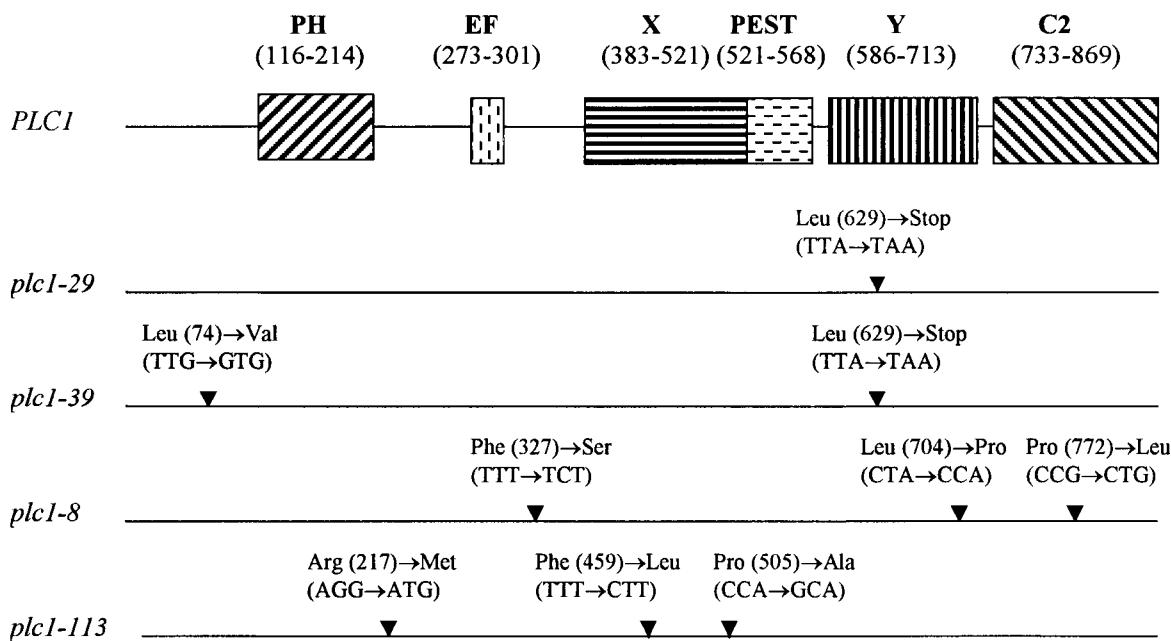 PH EF X PEST Y C2
(116-214) (273-301) (383-521) (521-568) (586-713) (733-869)
PLC1
Leu (629)→Stop
(TTA→TAA)
plc1-29
Leu (74)→Val Leu (629)→Stop
(TTG→GTG) (TTA→TAA)
plc1-39
Phe (327)→Ser Leu (704)→Pro Pro (772)→Leu
(TTT→TCT) (CTA→CCA) (CCG→CTG)
plc1-8
Arg (217)→Met Phe (459)→Leu Pro (505)→Ala
(AGG→ATG) (TTT→CTT) (CCA→GCA)
plc1-113